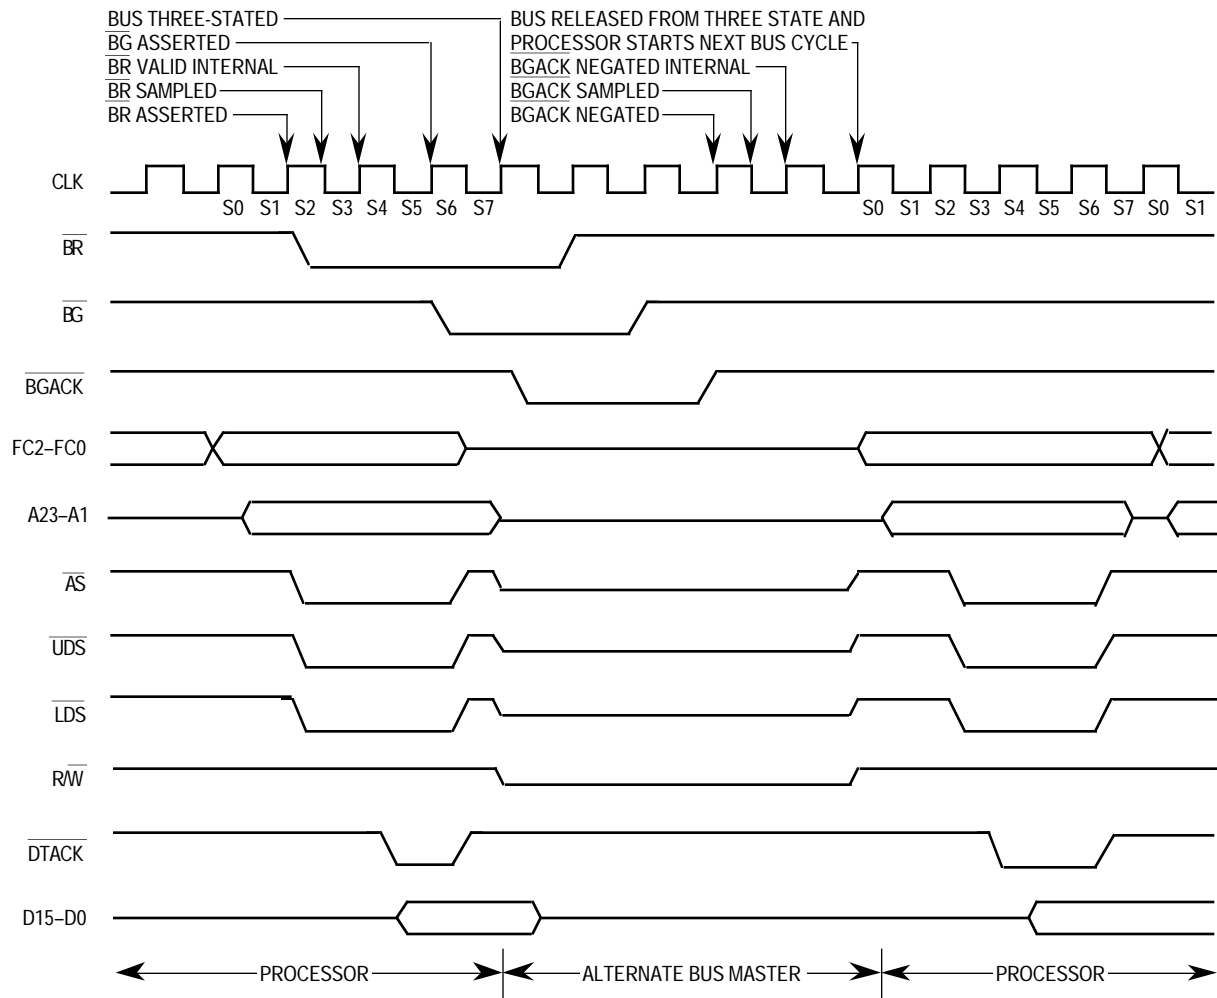 BUS THREE-STATED
BG ASSERTED
BR VALID INTERNAL
BR SAMPLED
BR ASSERTED
BUS RELEASED FROM THREE STATE AND
PROCESSOR STARTS NEXT BUS CYCLE
BGACK NEGATED INTERNAL
BGACK SAMPLED
BGACK NEGATED
CLK
S0 S1 S2 S3 S4 S5 S6 S7 S0 S1 S2 S3 S4 S5 S6 S7 S0 S1
BR
BG
BGACK
FC2–FC0
A23–A1
AS
UDS
LDS
R/W
DTACK
D15–D0
PROCESSOR ALTERNATE BUS MASTER PROCESSOR